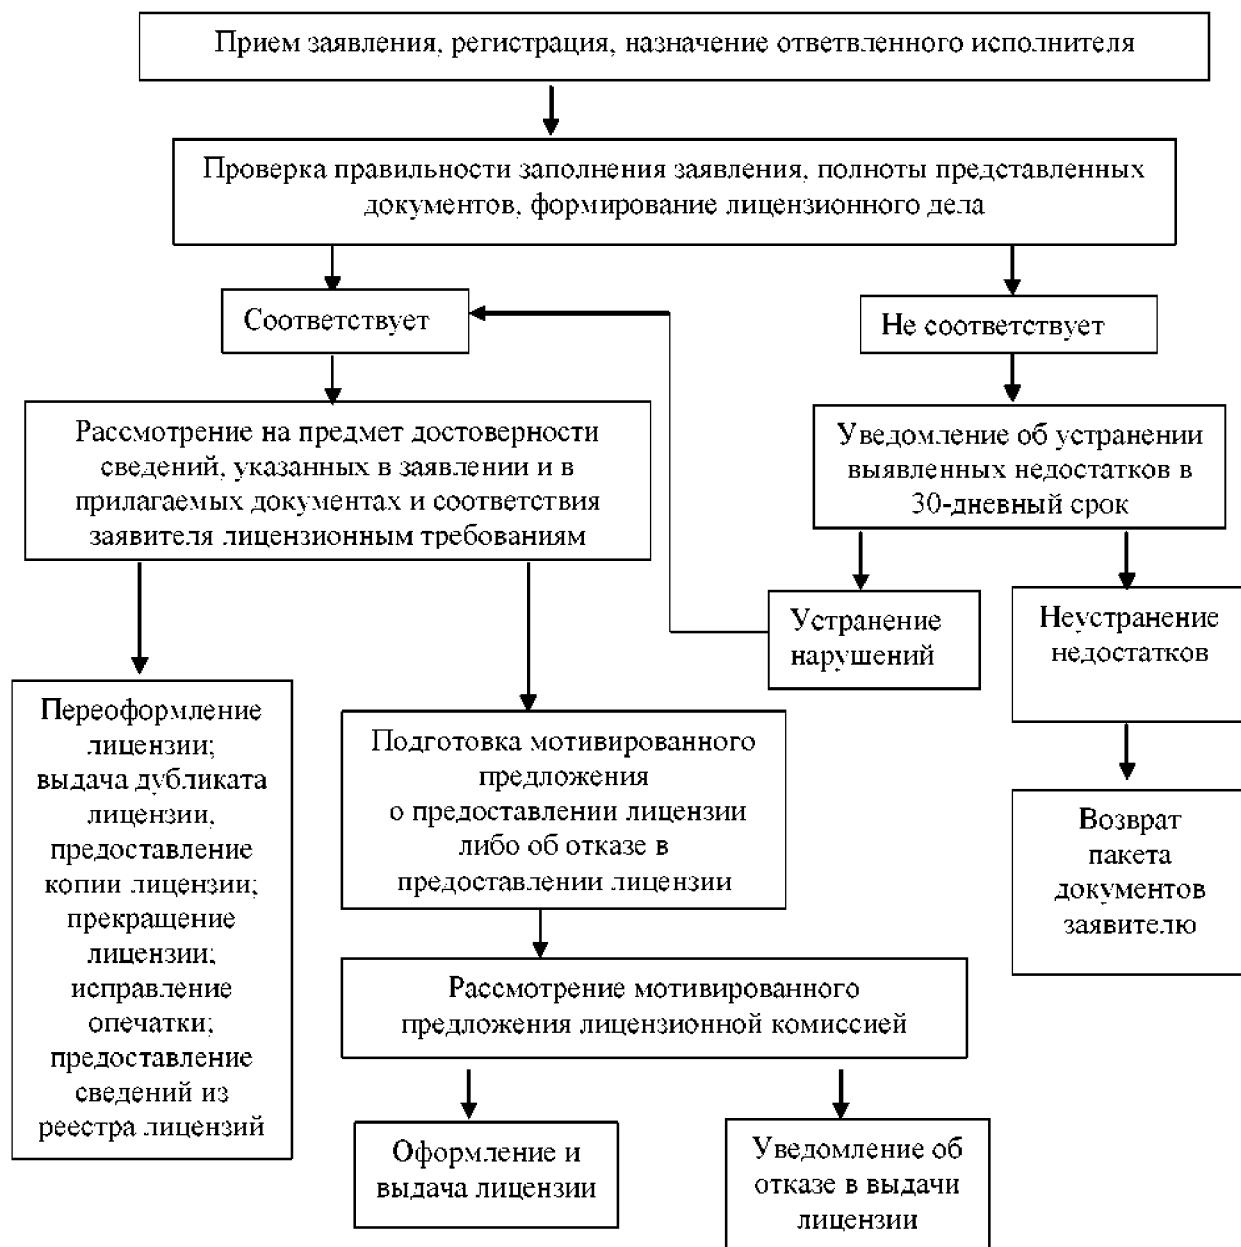 Прием заявления, регистрация, назначение ответвленного исполнителя
Проверка правильности заполнения заявления, полноты представленных
документов, формирование лицензионного дела
Соответствует
Не соответствует
Рассмотрение на предмет достоверности
сведений, указанных в заявлении и в
прилагаемых документах и соответствия
заявителя лицензионным требованиям
Уведомление об устранении
выявленных недостатков в
30-дневный срок
Устранение
нарушений
Неустранение
недостатков
Переоформление
лицензии;
выдача дубликата
лицензии,
предоставление
копии лицензии;
прекращение
лицензии;
исправление
опечатки;
предоставление
сведений из
реестра лицензий
Подготовка мотивированного
предложения
о предоставлении лицензии
либо об отказе в
предоставлении лицензии
Возврат
пакета
документов
заявителю
Рассмотрение мотивированного
предложения лицензионной комиссией
Оформление и
выдача лицензии
Уведомление об
отказе в выдачи
лицензии